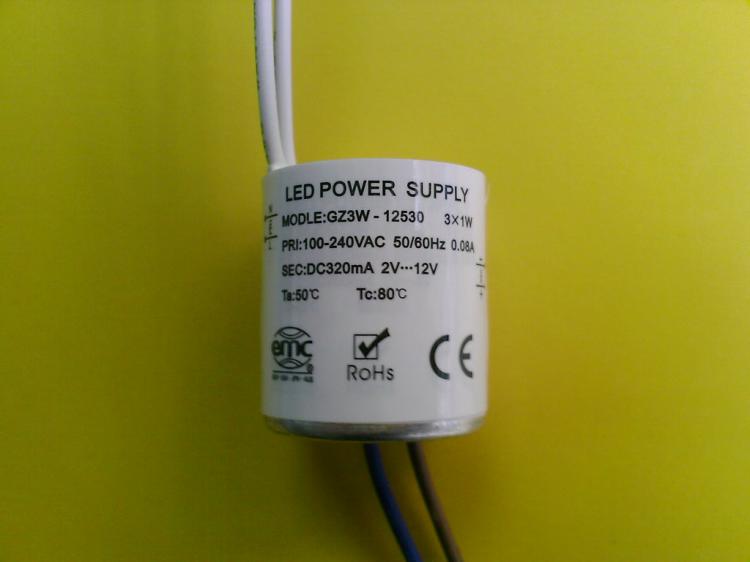 LED POWER SUPPLY
MODLE:GZ3W - 12530 3×1W
PRI:100-240VAC 50/60Hz 0.08A
SEC:DC320mA 2V···12V
Ta:50℃ Tc:80℃
emc
RoHs
CE